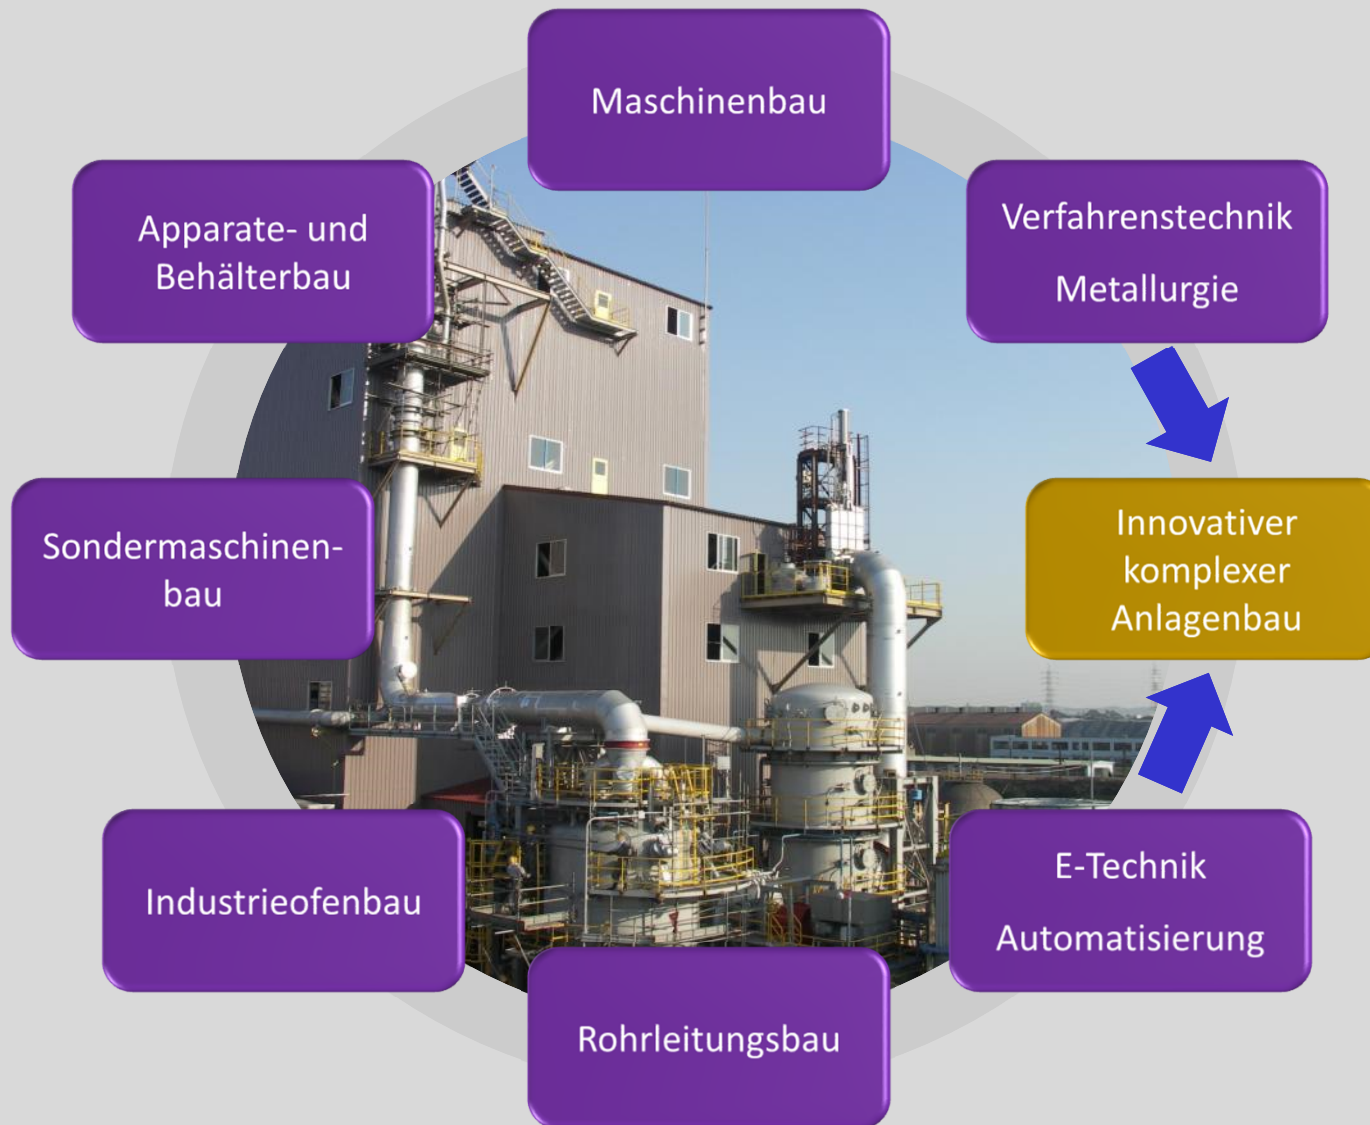 Maschinenbau
Verfahrenstechnik
Metallurgie
Innovativer
komplexer
Anlagenbau
E-Technik
Automatisierung
Rohrleitungsbau
Industrieofenbau
Sondermaschinen-
bau
Apparate- und
Behälterbau